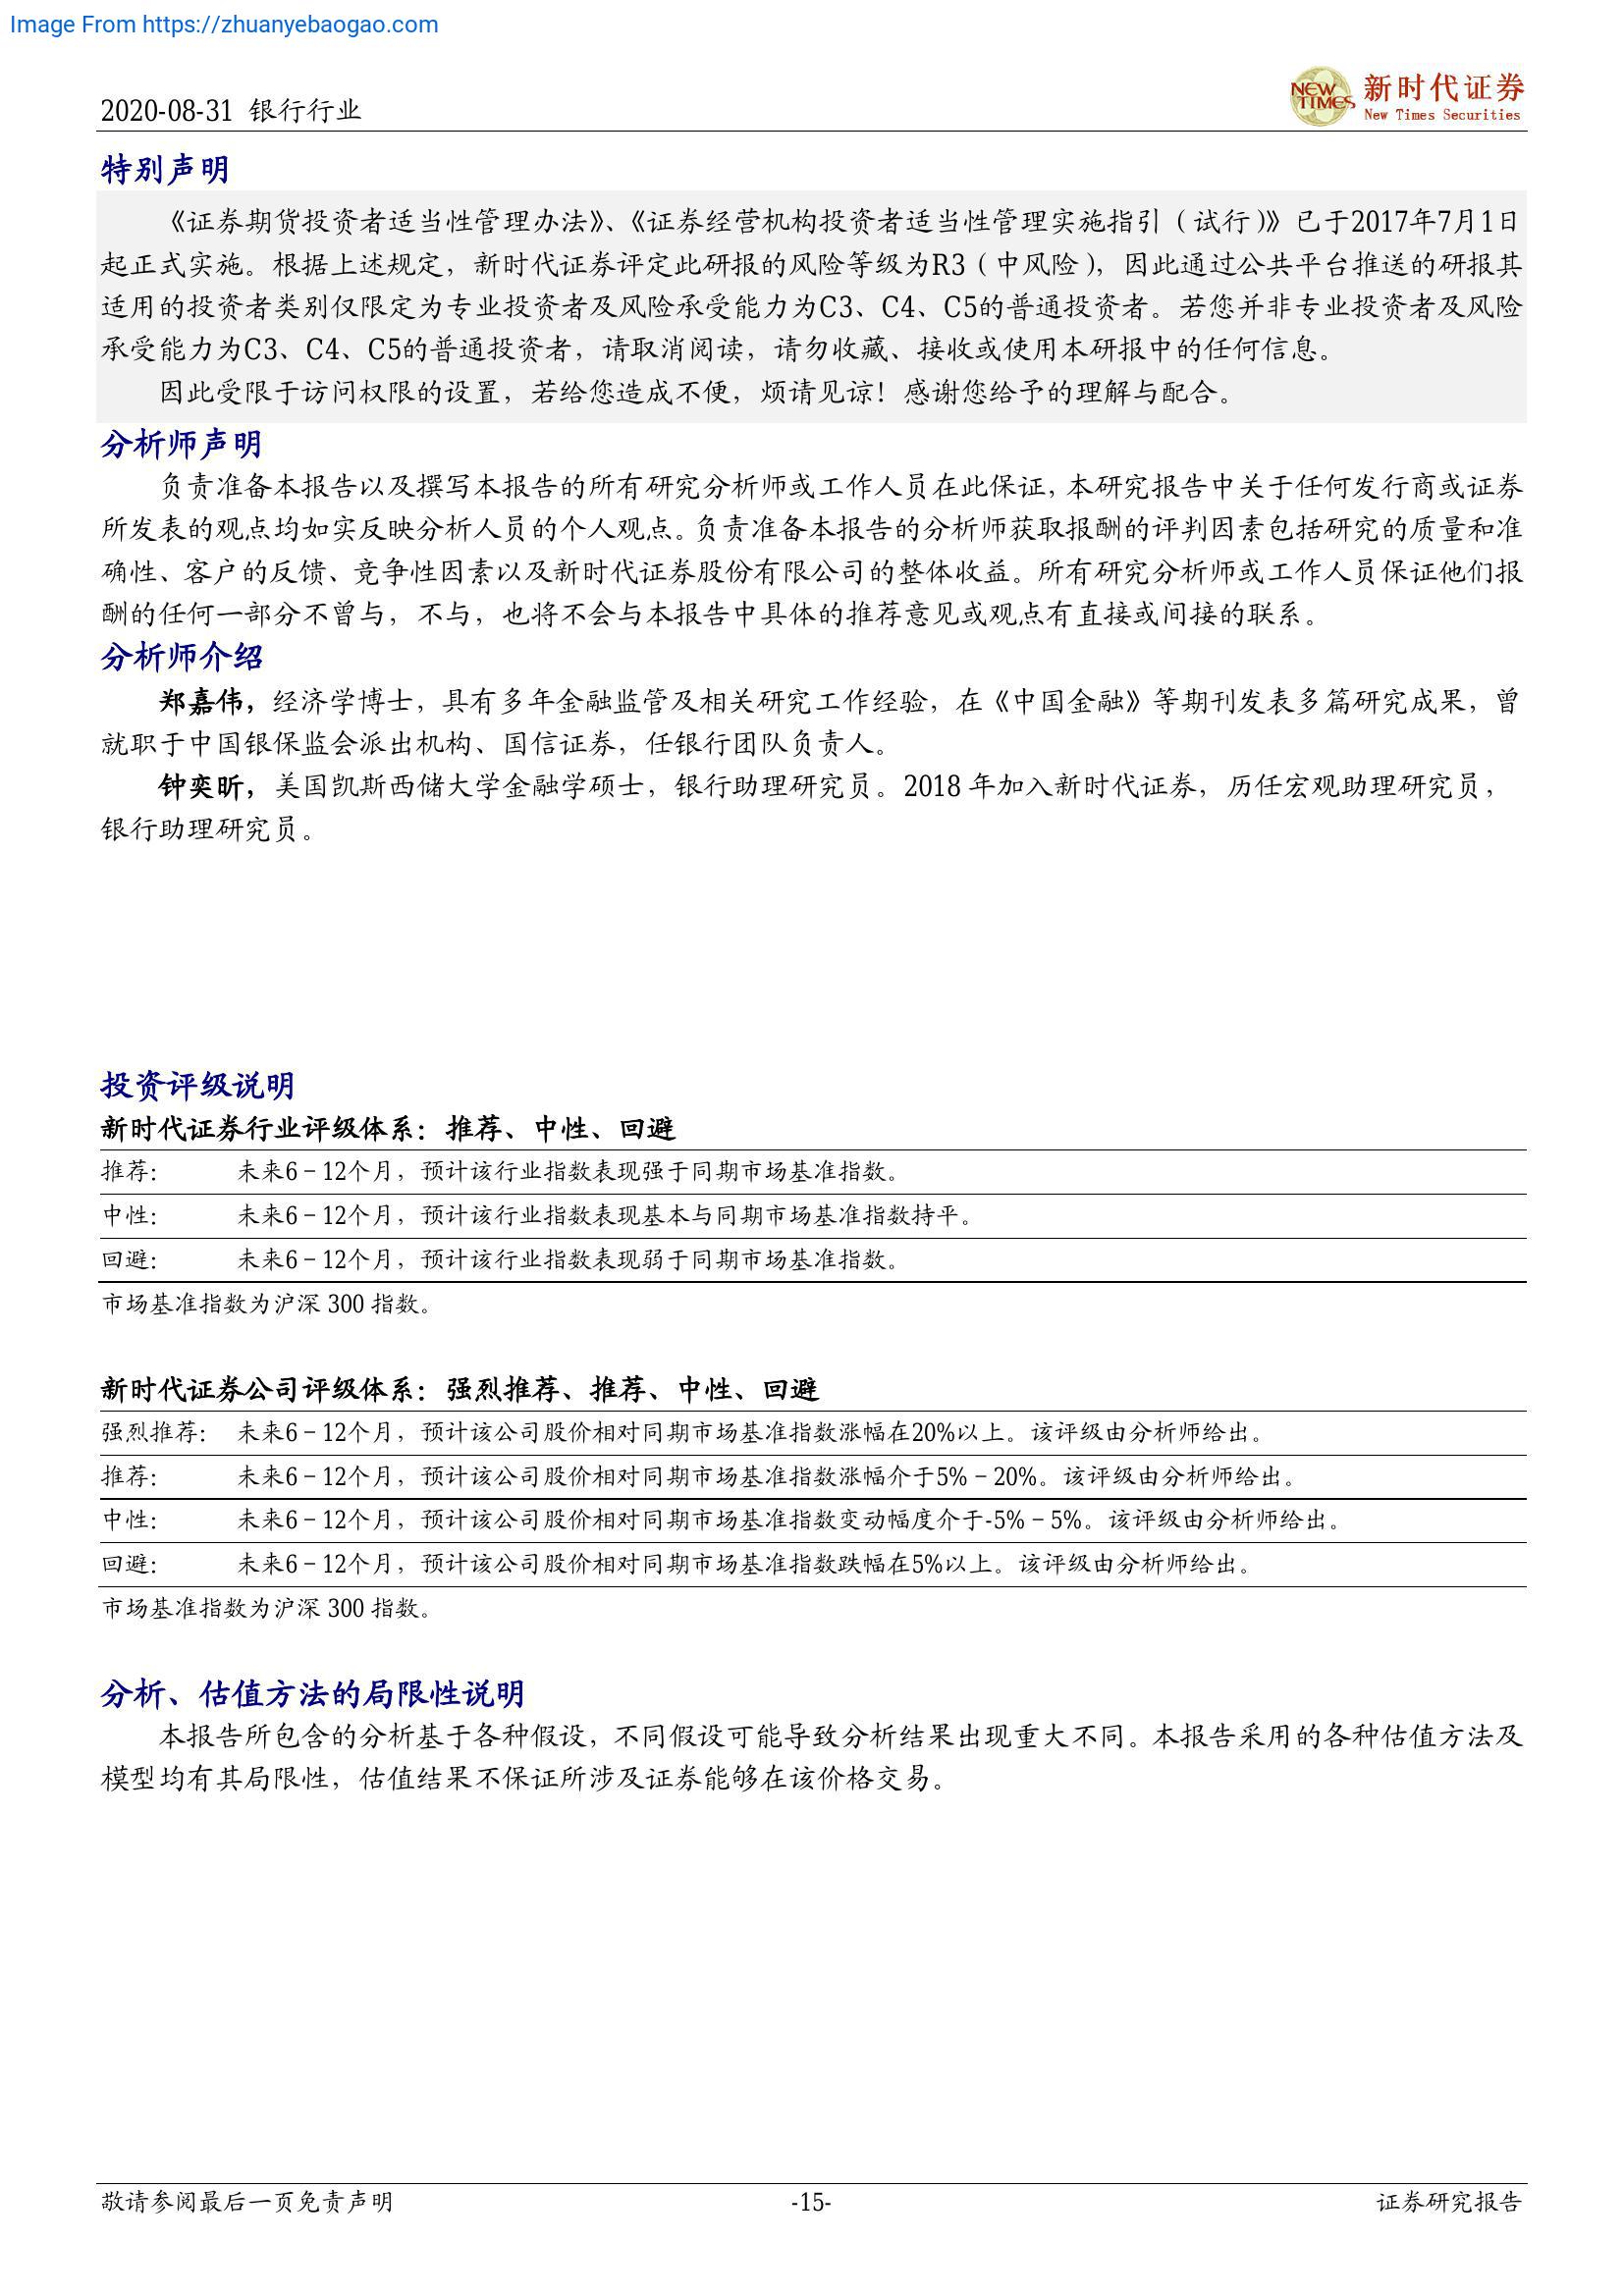 Image From https://zhuanyebaogao.com
2020-08-31 银行行业
NEW TIMES 新时代证券
New Times Securities
特别声明
《证券期货投资者适当性管理办法》、《证券经营机构投资者适当性管理实施指引（试行）》已于2017年7月1日
起正式实施。根据上述规定，新时代证券评定此研报的风险等级为R3（中风险），因此通过公共平台推送的研报其
适用的投资者类别仅限定为专业投资者及风险承受能力为C3、C4、C5的普通投资者。若您并非专业投资者及风险
承受能力为C3、C4、C5的普通投资者，请取消阅读，请勿收藏、接收或使用本研报中的任何信息。
因此受限于访问权限的设置，若给您造成不便，烦请见谅！感谢您给予的理解与配合。
分析师声明
负责准备本报告以及撰写本报告的所有研究分析师或工作人员在此保证，本研究报告中关于任何发行商或证券
所发表的观点均如实反映分析人员的个人观点。负责准备本报告的分析师获取报酬的评判因素包括研究的质量和准
确性、客户的反馈、竞争性因素以及新时代证券股份有限公司的整体收益。所有研究分析师或工作人员保证他们报
酬的任何一部分不曾与，不与，也将不会与本报告中具体的推荐意见或观点有直接或间接的联系。
分析师介绍
郑嘉伟，经济学博士，具有多年金融监管及相关研究工作经验，在《中国金融》等期刊发表多篇研究成果，曾
就职于中国银保监会派出机构、国信证券，任银行团队负责人。
钟奕昕，美国凯斯西储大学金融学硕士，银行助理研究员。2018 年加入新时代证券，历任宏观助理研究员，
银行助理研究员。
投资评级说明
新时代证券行业评级体系：推荐、中性、回避
推荐： 未来6－12个月，预计该行业指数表现强于同期市场基准指数。
中性： 未来6－12个月，预计该行业指数表现基本与同期市场基准指数持平。
回避： 未来6－12个月，预计该行业指数表现弱于同期市场基准指数。
市场基准指数为沪深 300 指数。
新时代证券公司评级体系：强烈推荐、推荐、中性、回避
强烈推荐： 未来6－12个月，预计该公司股价相对同期市场基准指数涨幅在20%以上。该评级由分析师给出。
推荐： 未来6－12个月，预计该公司股价相对同期市场基准指数涨幅介于5%－20%。该评级由分析师给出。
中性： 未来6－12个月，预计该公司股价相对同期市场基准指数变动幅度介于-5%－5%。该评级由分析师给出。
回避： 未来6－12个月，预计该公司股价相对同期市场基准指数跌幅在5%以上。该评级由分析师给出。
市场基准指数为沪深 300 指数。
分析、估值方法的局限性说明
本报告所包含的分析基于各种假设，不同假设可能导致分析结果出现重大不同。本报告采用的各种估值方法及
模型均有其局限性，估值结果不保证所涉及证券能够在该价格交易。
敬请参阅最后一页免责声明 -15- 证券研究报告